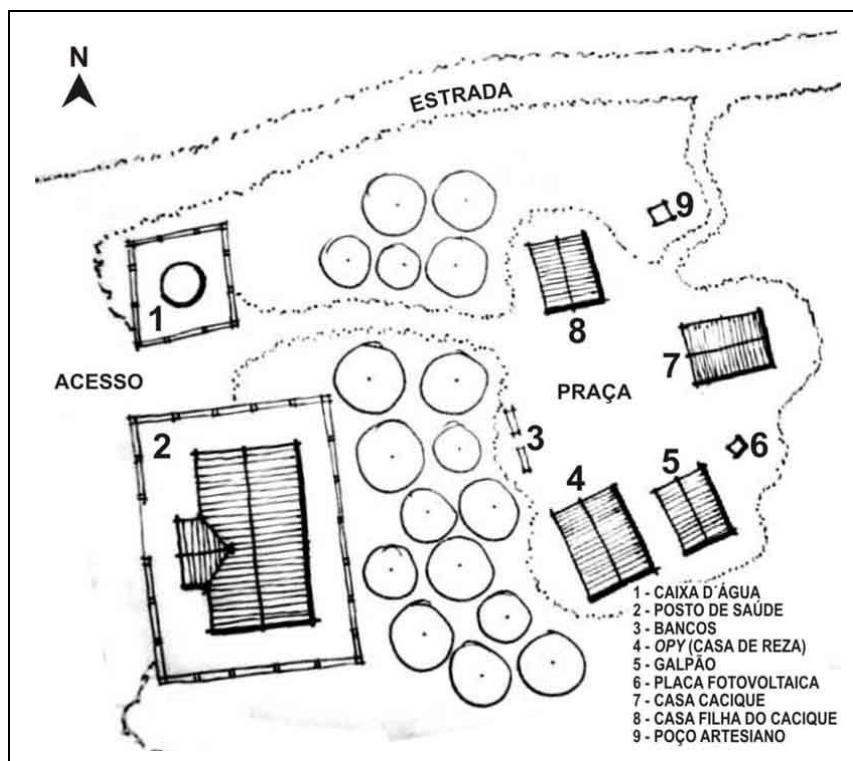 N
ESTRADA
9
1
8
ACESSO
7
PRAÇA
2
3
6
4
5
1 - CAIXA D´ÁGUA
2 - POSTO DE SAÚDE
3 - BANCOS
4 - OPY (CASA DE REZA)
5 - GALPÃO
6 - PLACA FOTOVOLTAICA
7 - CASA CACIQUE
8 - CASA FILHA DO CACIQUE
9 - POÇO ARTESIANO